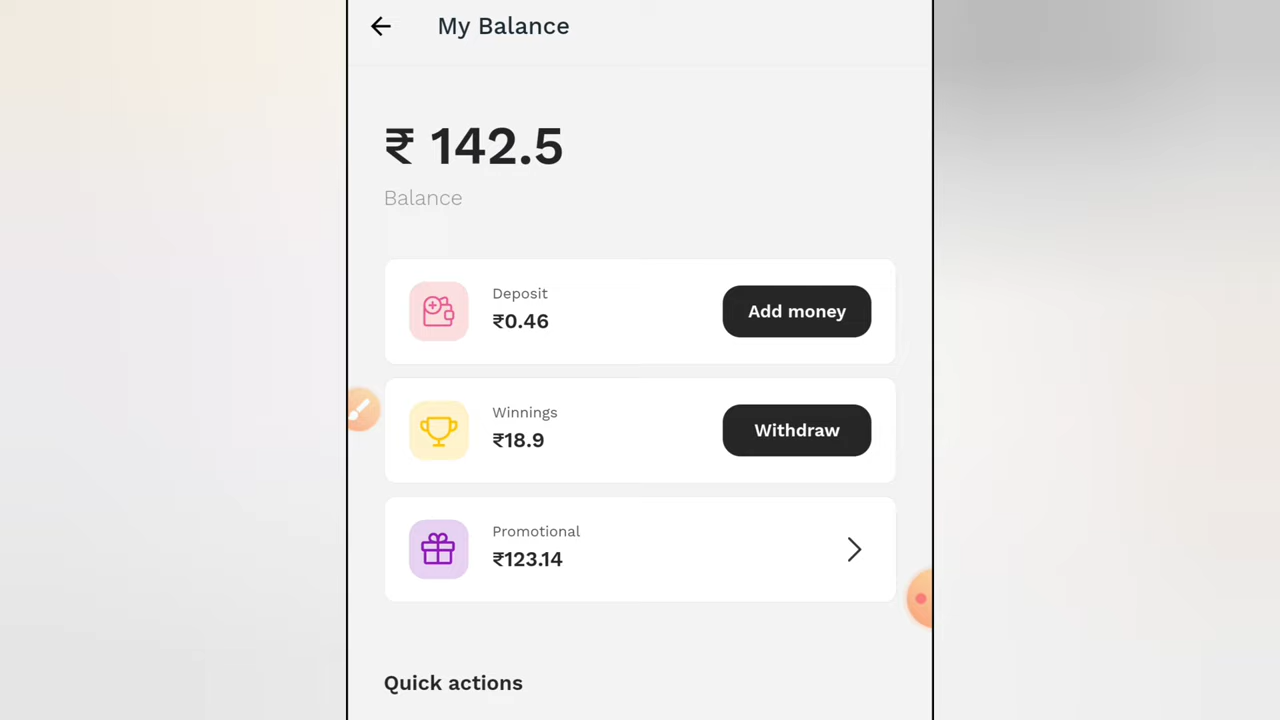 My Balance
₹ 142.5
Balance
Deposit
₹0.46
Add money
Winnings
₹18.9
Withdraw
Promotional
₹123.14
Quick actions